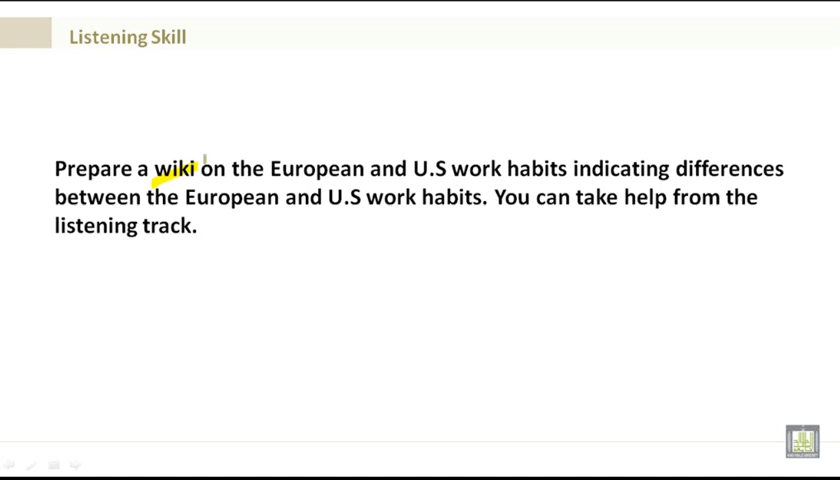 Listening Skill
Prepare a wiki on the European and U.S work habits indicating differences
between the European and U.S work habits. You can take help from the
listening track.